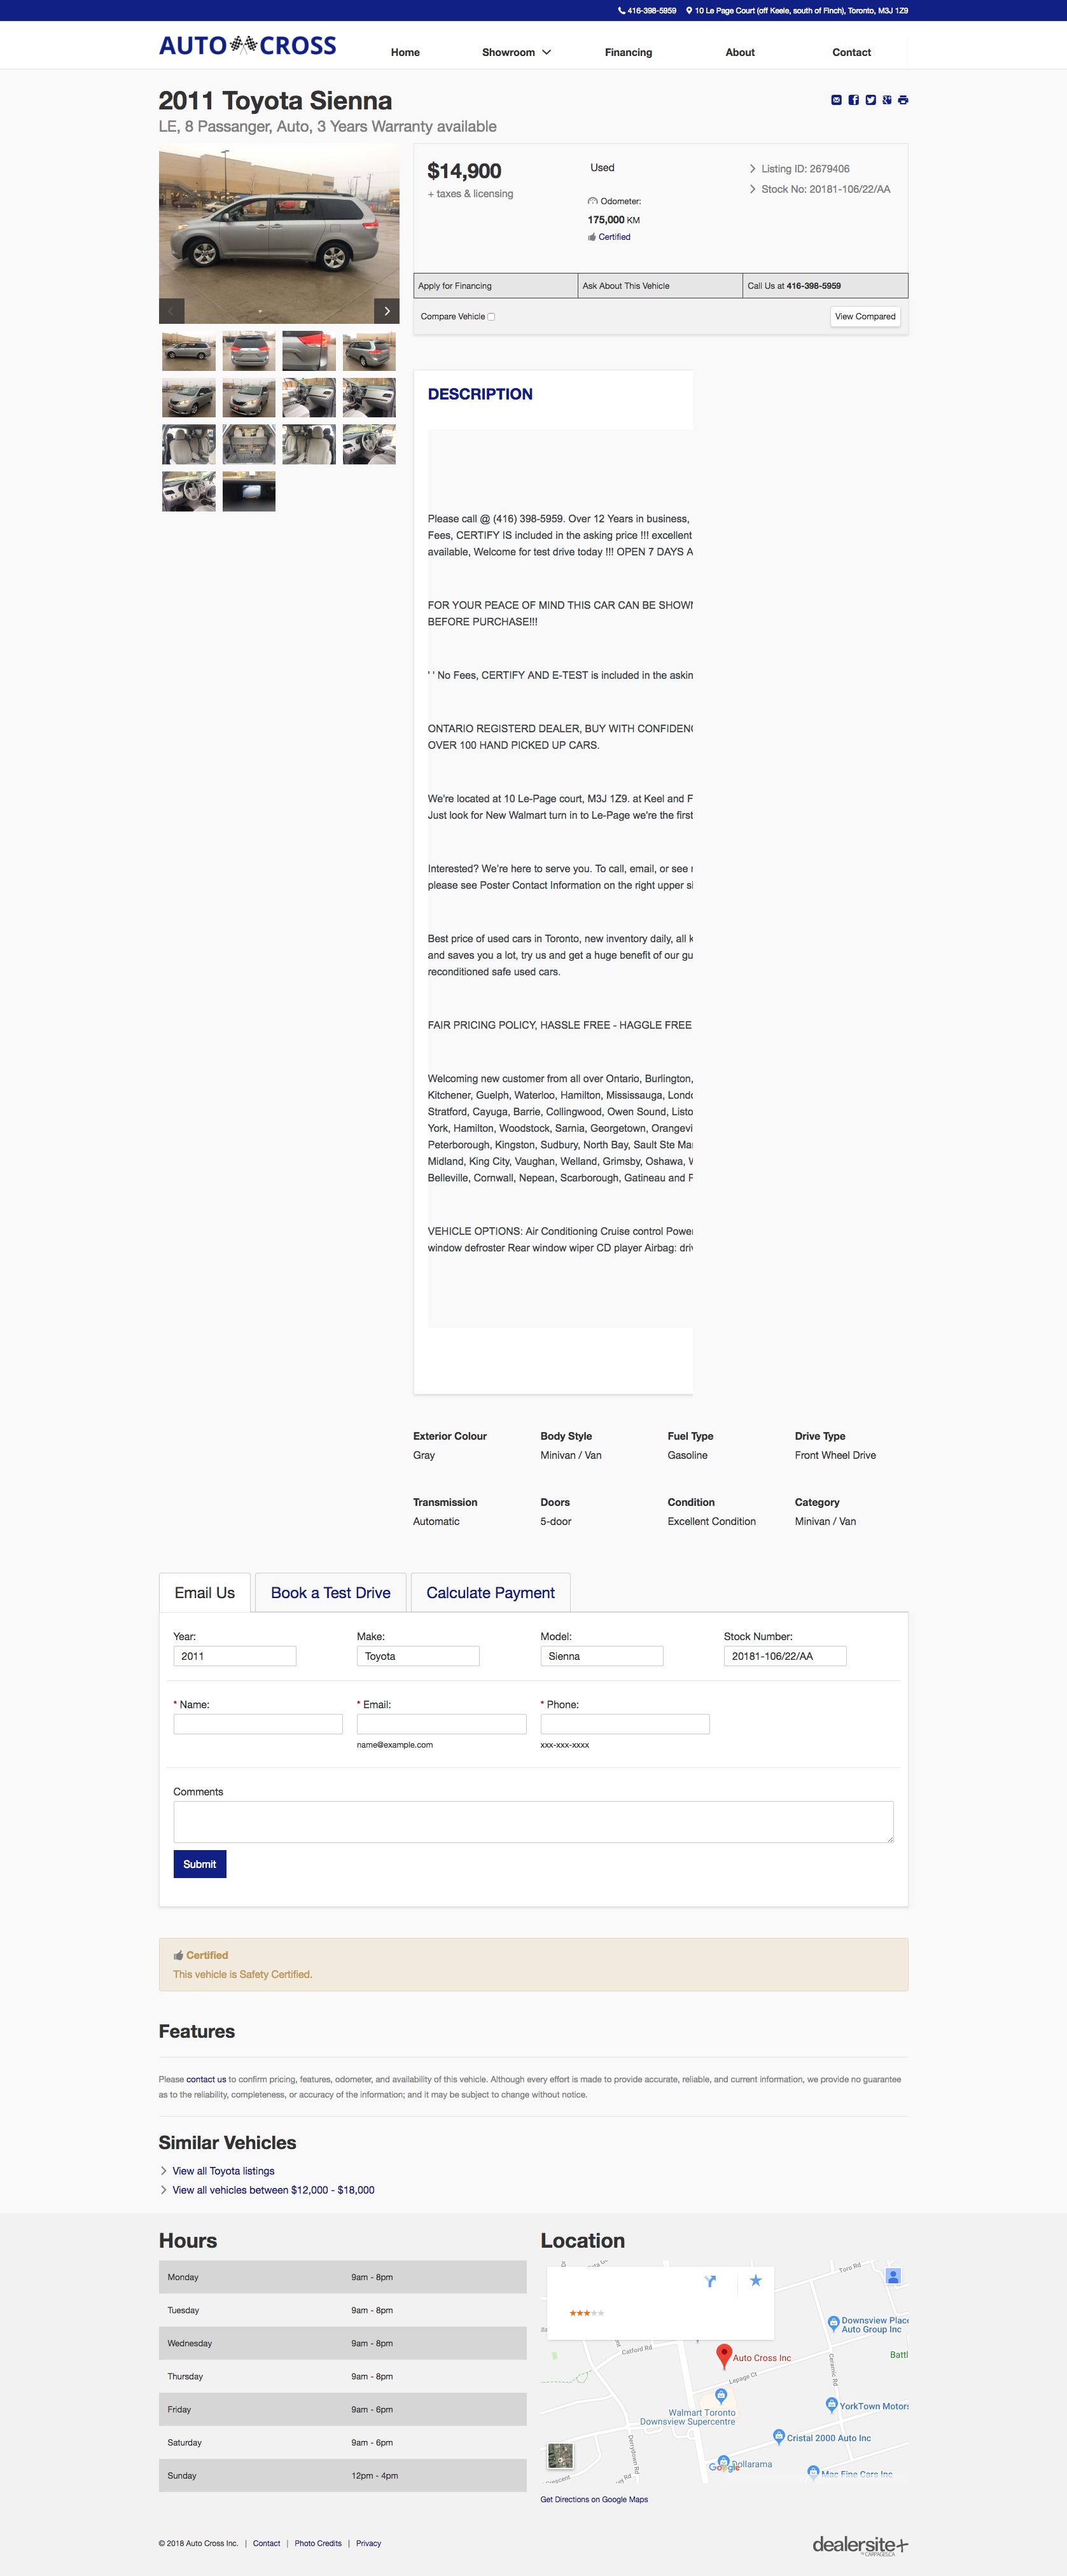 416-398-5959 10 Le Page Court (off Keele, south of Finch), Toronto, M3J 1Z9
AUTO CROSS
Home Showroom Financing About Contact
2011 Toyota Sienna
LE, 8 Passanger, Auto, 3 Years Warranty available
$14,900
+ taxes & licensing
Used
Odometer:
175,000 KM
Certified
Listing ID: 2679406
Stock No: 20181-106/22/AA
Apply for Financing Ask About This Vehicle Call Us at 416-398-5959
Compare Vehicle View Compared
DESCRIPTION
Please call @ (416) 398-5959. Over 12 Years in business,
Fees, CERTIFY IS included in the asking price !!! excellent
available, Welcome for test drive today !!! OPEN 7 DAYS A
FOR YOUR PEACE OF MIND THIS CAR CAN BE SHOWN
BEFORE PURCHASE!!!
' ' No Fees, CERTIFY AND E-TEST is included in the askin
ONTARIO REGISTERD DEALER, BUY WITH CONFIDENC
OVER 100 HAND PICKED UP CARS.
We're located at 10 Le-Page court, M3J 1Z9. at Keel and F
Just look for New Walmart turn in to Le-Page we're the first
Interested? We're here to serve you. To call, email, or see
please see Poster Contact Information on the right upper si
Best price of used cars in Toronto, new inventory daily, all k
and saves you a lot, try us and get a huge benefit of our gu
reconditioned safe used cars.
FAIR PRICING POLICY, HASSLE FREE - HAGGLE FREE
Welcoming new customer from all over Ontario, Burlington,
Kitchener, Guelph, Waterloo, Hamilton, Mississauga, Londo
Stratford, Cayuga, Barrie, Collingwood, Owen Sound, Listo
York, Hamilton, Woodstock, Sarnia, Georgetown, Orangevi
Peterborough, Kingston, Sudbury, North Bay, Sault Ste Mar
Midland, King City, Vaughan, Welland, Grimsby, Oshawa,
Belleville, Cornwall, Nepean, Scarborough, Gatineau and
VEHICLE OPTIONS: Air Conditioning Cruise control Power
window defroster Rear window wiper CD player Airbag: driv
Exterior Colour Body Style Fuel Type Drive Type
Gray Minivan / Van Gasoline Front Wheel Drive
Transmission Doors Condition Category
Automatic 5-door Excellent Condition Minivan / Van
Email Us Book a Test Drive Calculate Payment
Year: Make: Model: Stock Number:
2011 Toyota Sienna 20181-106/22/AA
* Name: * Email: * Phone:
name@example.com xxx-xxx-xxxx
Comments
Submit
Certified
This vehicle is Safety Certified.
Features
Please contact us to confirm pricing, features, odometer, and availability of this vehicle. Although every effort is made to provide accurate, reliable, and current information, we provide no guarantee
as to the reliability, completeness, or accuracy of the information; and it may be subject to change without notice.
Similar Vehicles
View all Toyota listings
View all vehicles between $12,000 - $18,000
Hours
Monday 9am - 8pm
Tuesday 9am - 8pm
Wednesday 9am - 8pm
Thursday 9am - 8pm
Friday 9am - 6pm
Saturday 9am - 6pm
Sunday 12pm - 4pm
Location
Toro Rd
Downsview Place
Auto Group Inc
Catford Rd
Auto Cross Inc
Battl
Lepage Ct
Ceramic Rd
YorkTown Motors
Walmart Toronto
Downsview Supercentre
Cristal 2000 Auto Inc
Derrydown Rd
Dollarama
Google
Mac Fine Cars Inc
Get Directions on Google Maps
© 2018 Auto Cross Inc. | Contact | Photo Credits | Privacy
dealersite+
BY CARPAGES.CA